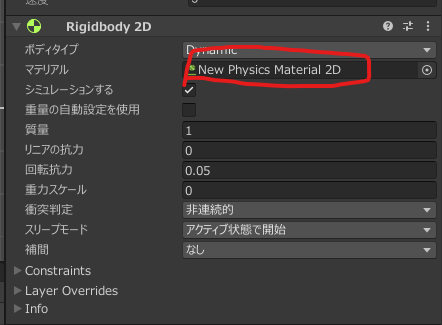 速度
Rigidbody 2D
ボディタイプ Dynamic
マテリアル New Physics Material 2D
シミュレーションする
重量の自動設定を使用
質量 1
リニアの抗力 0
回転抗力 0.05
重力スケール 0
衝突判定 非連続的
スリープモード アクティブ状態で開始
補間 なし
Constraints
Layer Overrides
Info